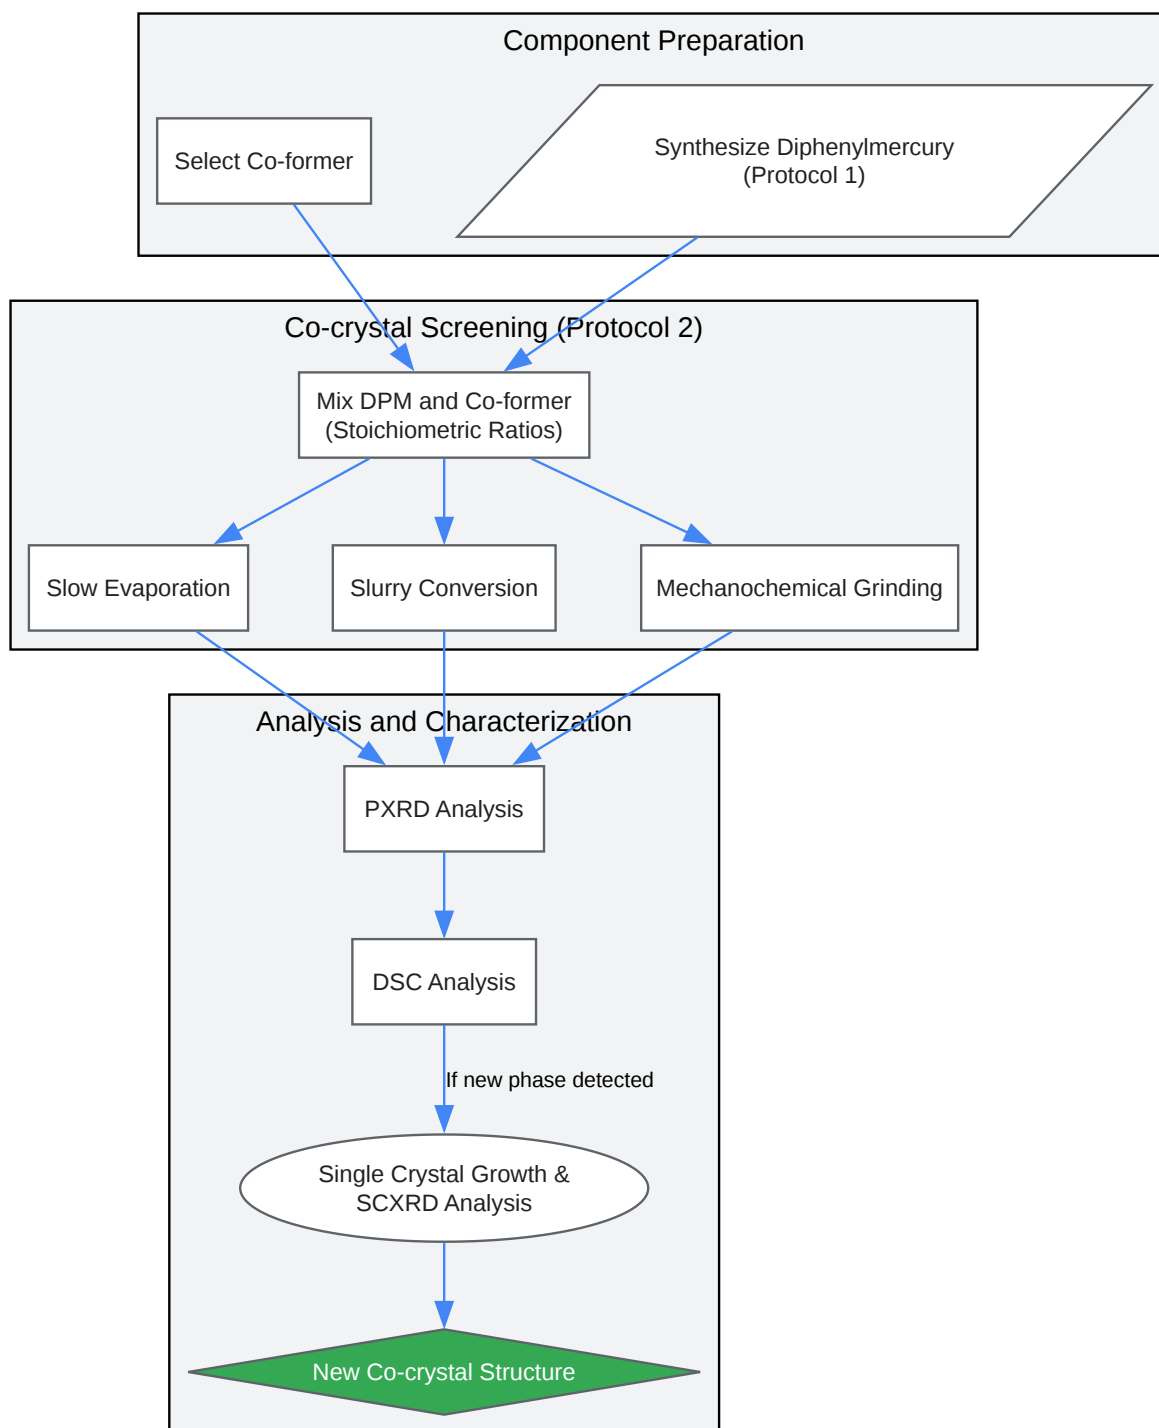 Component Preparation
Select Co-former
Synthesize Diphenylmercury
(Protocol 1)
Co-crystal Screening (Protocol 2)
Mix DPM and Co-former
(Stoichiometric Ratios)
Slow Evaporation
Slurry Conversion
Mechanochemical Grinding
Analysis and Characterization
PXRD Analysis
DSC Analysis
If new phase detected
Single Crystal Growth &
SCXRD Analysis
New Co-crystal Structure